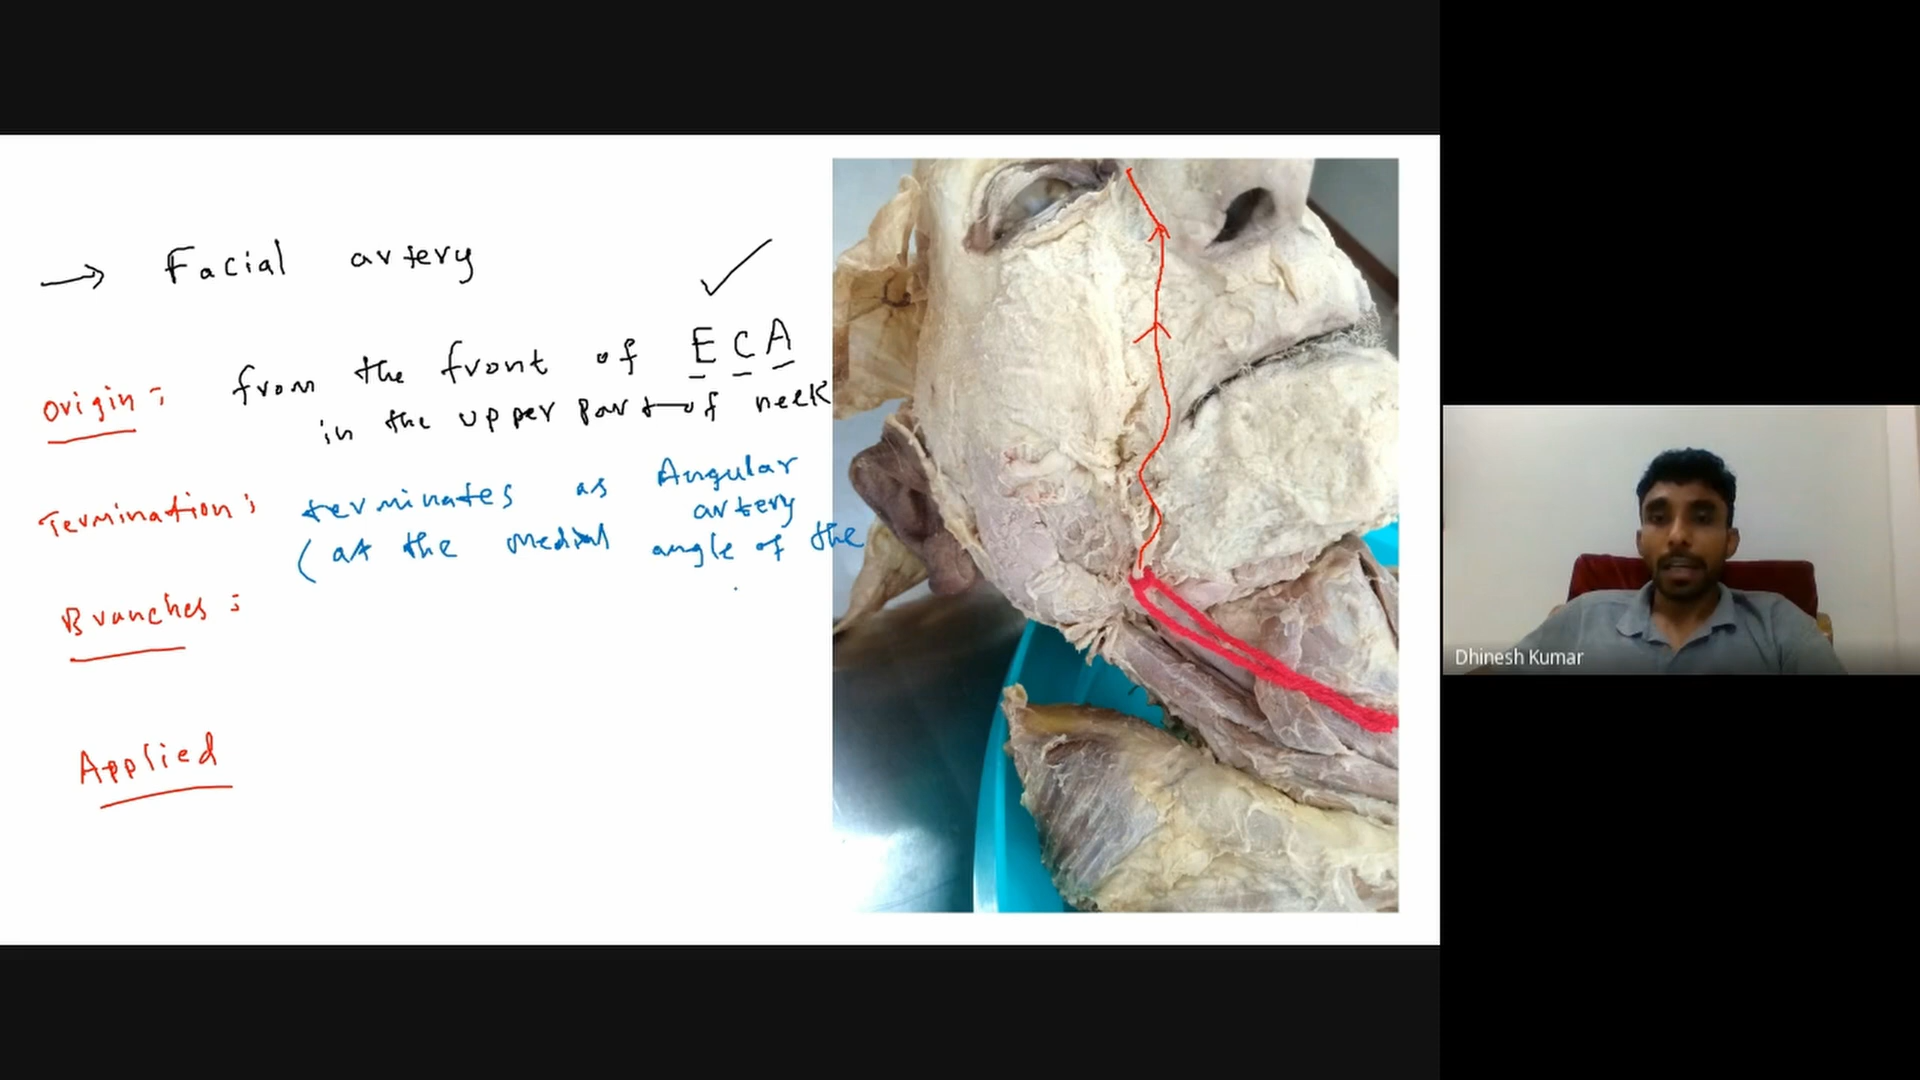 → Facial artery ✓
Origin: from the front of ECA
in the upper part of neck
Termination: terminates as Angular
artery
(at the medial angle of the
Branches:
Applied
Dhinesh Kumar